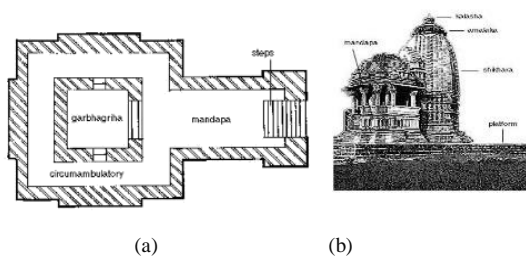 steps
garbhagriha
mandapa
circumambulatory
(a)
kalasha
amalaka
mandapa
shikhara
platform
(b)